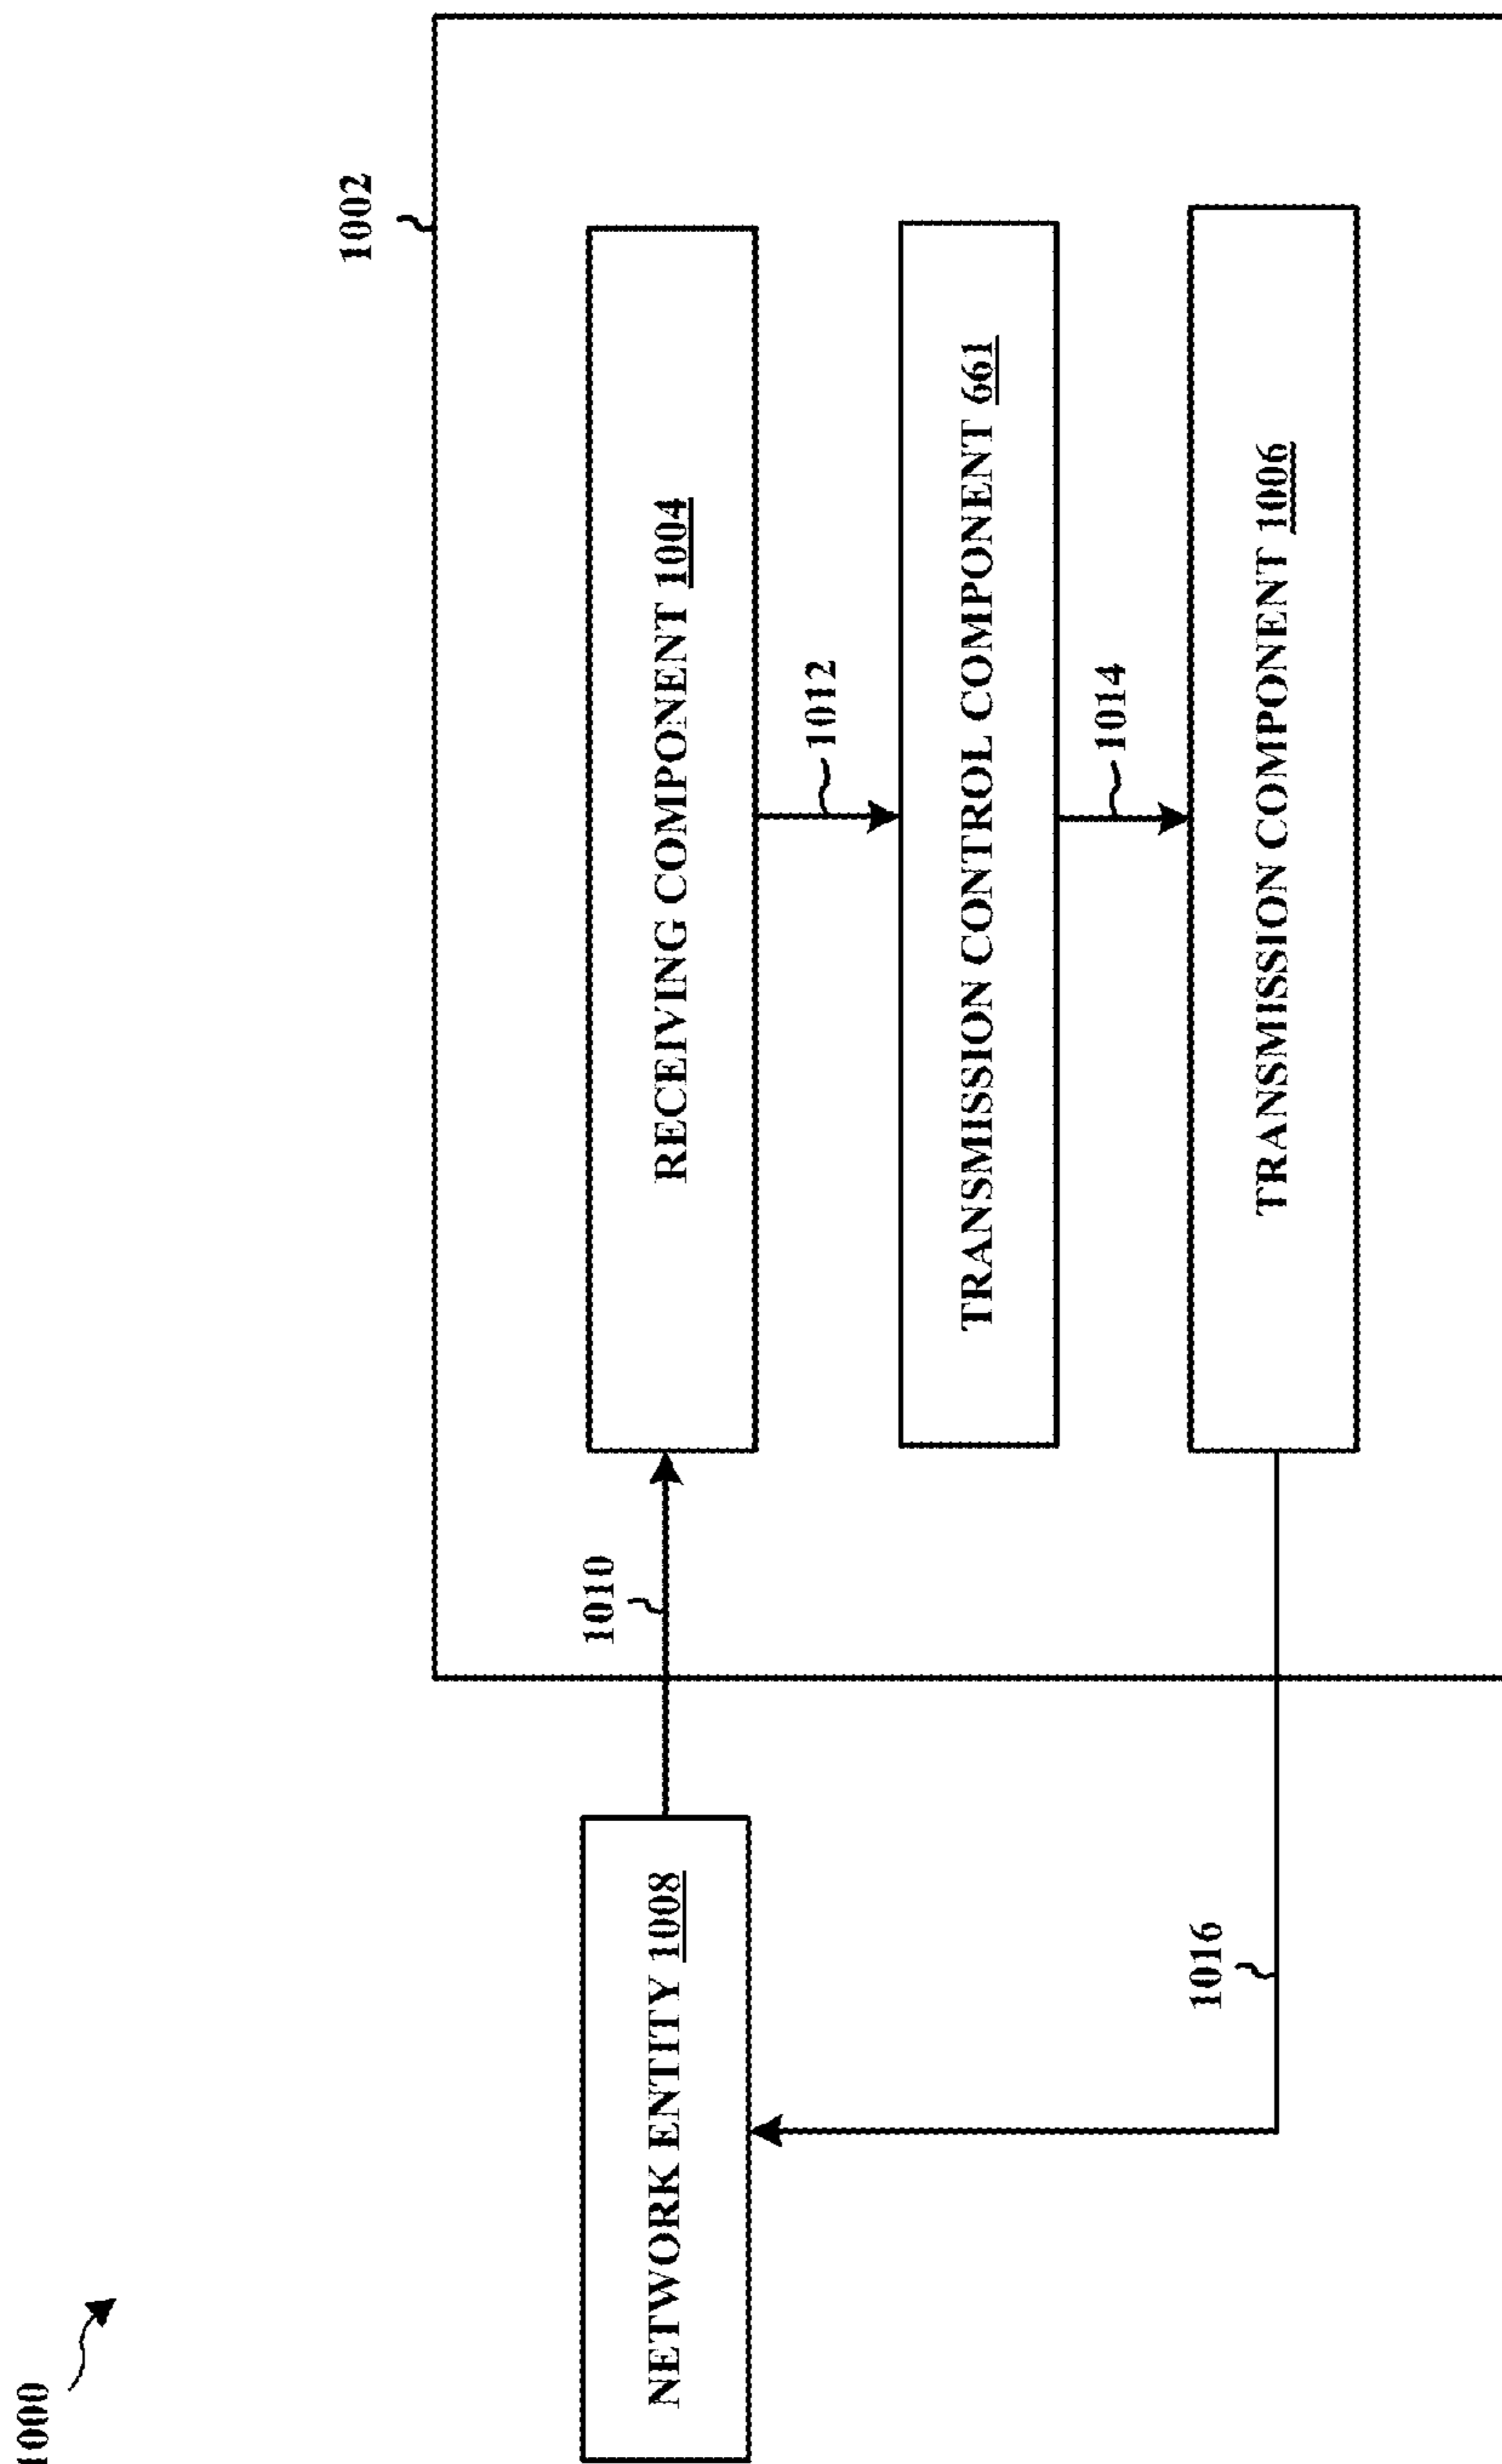 1000
1002
NETWORK ENTITY 1008
1010
RECEIVING COMPONENT 1004
1012
TRANSMISSION CONTROL COMPONENT 661
1014
TRANSMISSION COMPONENT 1006
1016